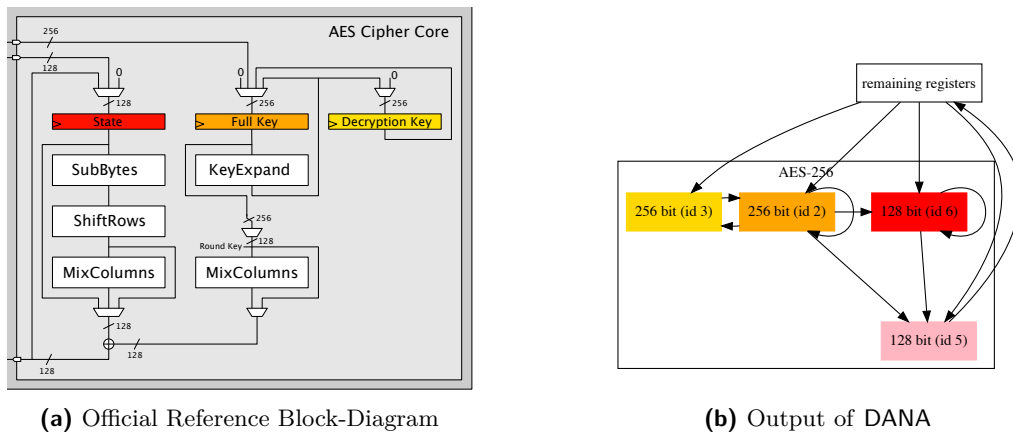 AES Cipher Core
256
128
0
0
0
128
256
256
State
Full Key
Decryption Key
SubBytes
KeyExpand
ShiftRows
256
128
Round Key
MixColumns
MixColumns
128
128
128
(a) Official Reference Block-Diagram
remaining registers
AES-256
256 bit (id 3)
256 bit (id 2)
128 bit (id 6)
128 bit (id 5)
(b) Output of DANA